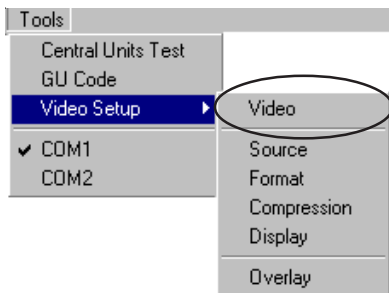 Tools
Central Units Test
GU Code
Video Setup
COM1
COM2
Video
Source
Format
Compression
Display
Overlay